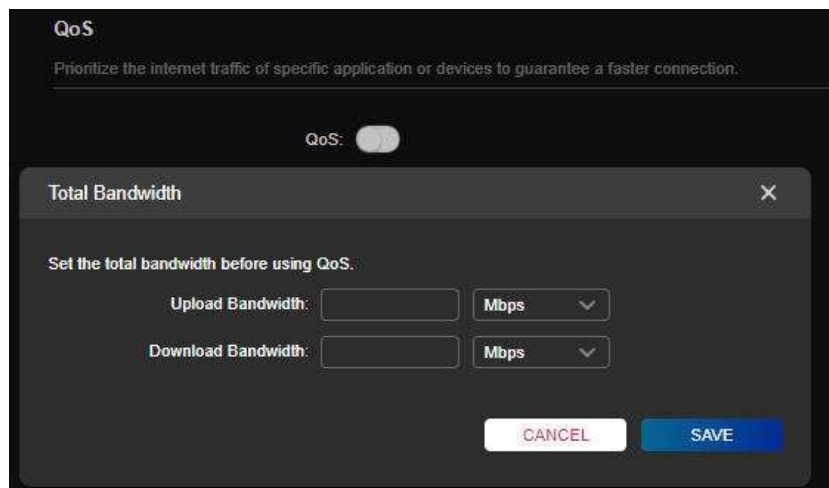 QoS
Prioritize the internet traffic of specific application or devices to guarantee a faster connection.
QoS:
Total Bandwidth
Set the total bandwidth before using QoS.
Upload Bandwidth: Mbps
Download Bandwidth: Mbps
CANCEL SAVE